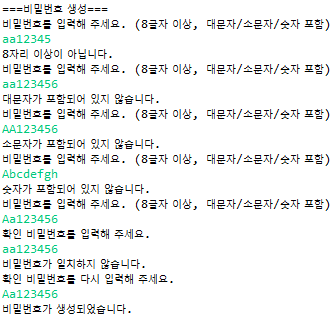 ===비밀번호 생성===
비밀번호를 입력해 주세요. (8글자 이상, 대문자/소문자/숫자 포함)
aa12345
8자리 이상이 아닙니다.
비밀번호를 입력해 주세요. (8글자 이상, 대문자/소문자/숫자 포함)
aa123456
대문자가 포함되어 있지 않습니다.
비밀번호를 입력해 주세요. (8글자 이상, 대문자/소문자/숫자 포함)
AA123456
소문자가 포함되어 있지 않습니다.
비밀번호를 입력해 주세요. (8글자 이상, 대문자/소문자/숫자 포함)
Abcdefgh
숫자가 포함되어 있지 않습니다.
비밀번호를 입력해 주세요. (8글자 이상, 대문자/소문자/숫자 포함)
Aa123456
확인 비밀번호를 입력해 주세요.
aa123456
비밀번호가 일치하지 않습니다.
확인 비밀번호를 다시 입력해 주세요.
Aa123456
비밀번호가 생성되었습니다.